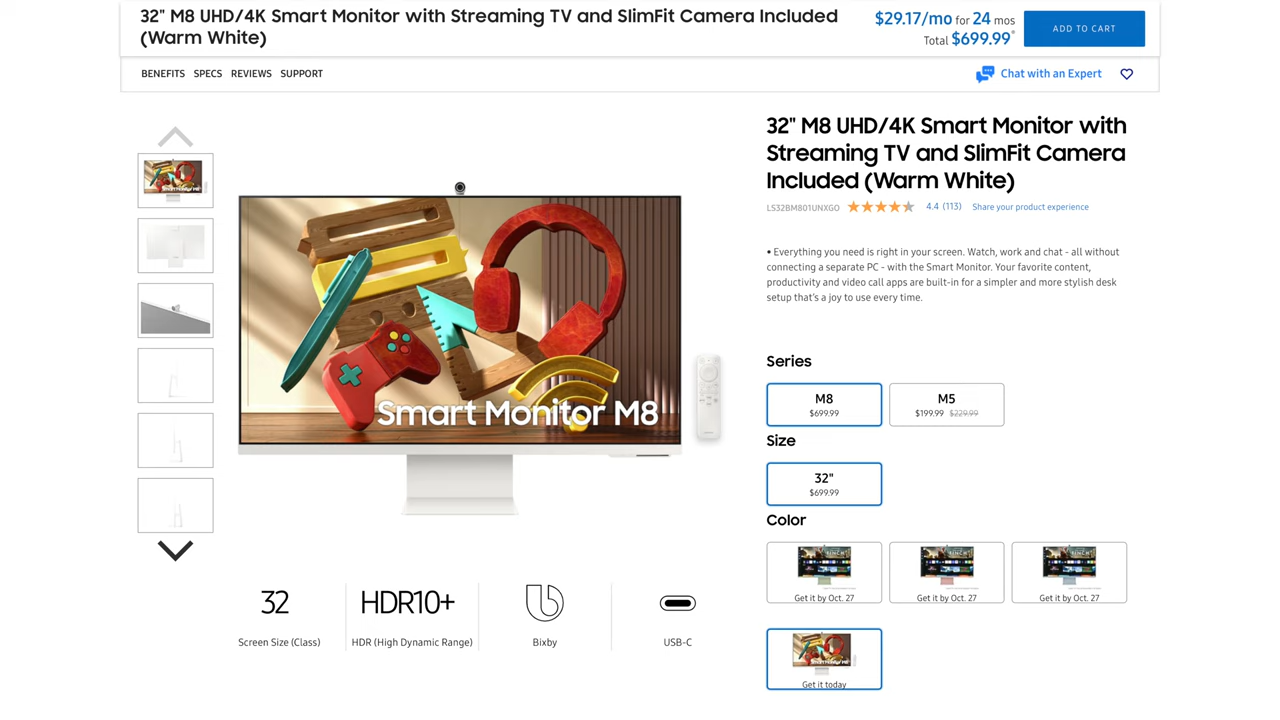 32" M8 UHD/4K Smart Monitor with Streaming TV and SlimFit Camera Included
(Warm White)
$29.17/mo for 24 mos
Total $699.99*
ADD TO CART
BENEFITS SPECS REVIEWS SUPPORT
Chat with an Expert
32" M8 UHD/4K Smart Monitor with
Streaming TV and SlimFit Camera
Included (Warm White)
LS32BM801UNXGO
4.4 (113)
Share your product experience
• Everything you need is right in your screen. Watch, work and chat - all without
connecting a separate PC - with the Smart Monitor. Your favorite content,
productivity and video call apps are built-in for a simpler and more stylish desk
setup that's a joy to use every time.
Smart Monitor M8
Series
M8
$699.99
M5
$199.99 $229.99
Size
32"
$699.99
Color
Get it by Oct. 27
Get it by Oct. 27
Get it by Oct. 27
Smart Monitor M8
Get it today
32
Screen Size (Class)
HDR10+
HDR (High Dynamic Range)
Bixby
USB-C